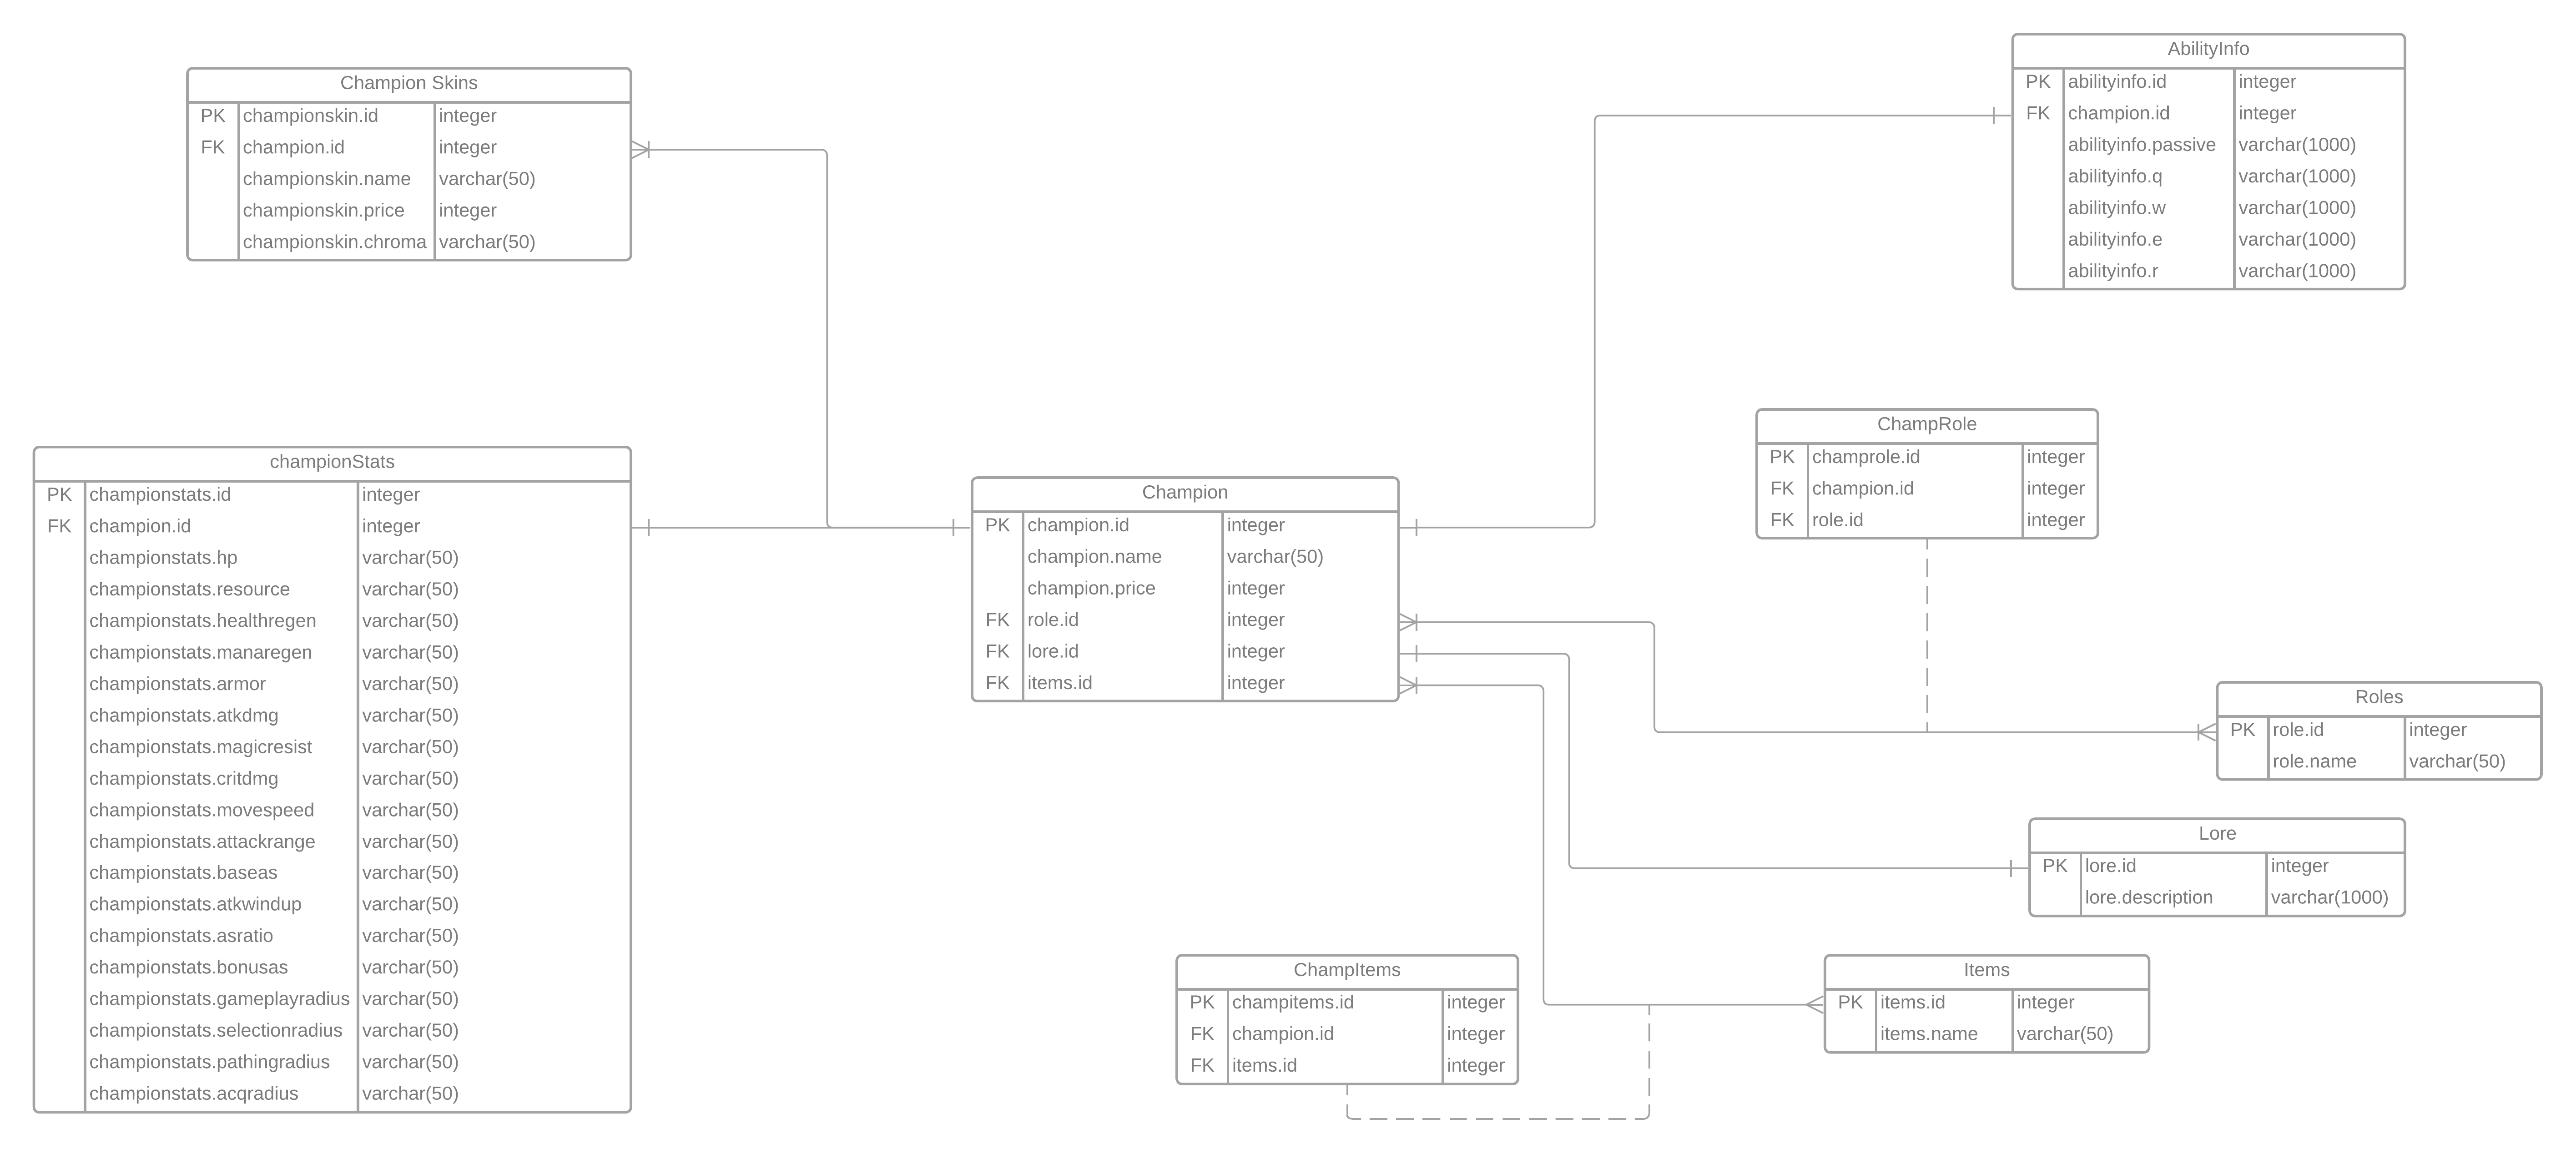 Champion Skins
PK championskin.id integer
FK champion.id integer
championskin.name varchar(50)
championskin.price integer
championskin.chroma varchar(50)
AbilityInfo
PK abilityinfo.id integer
FK champion.id integer
abilityinfo.passive varchar(1000)
abilityinfo.q varchar(1000)
abilityinfo.w varchar(1000)
abilityinfo.e varchar(1000)
abilityinfo.r varchar(1000)
championStats
PK championstats.id integer
FK champion.id integer
championstats.hp varchar(50)
championstats.resource varchar(50)
championstats.healthregen varchar(50)
championstats.manaregen varchar(50)
championstats.armor varchar(50)
championstats.atkdmg varchar(50)
championstats.magicresist varchar(50)
championstats.critdmg varchar(50)
championstats.movespeed varchar(50)
championstats.attackrange varchar(50)
championstats.baseas varchar(50)
championstats.atkwindup varchar(50)
championstats.asratio varchar(50)
championstats.bonusas varchar(50)
championstats.gameplayradius varchar(50)
championstats.selectionradius varchar(50)
championstats.pathingradius varchar(50)
championstats.acqradius varchar(50)
Champion
PK champion.id integer
champion.name varchar(50)
champion.price integer
FK role.id integer
FK lore.id integer
FK items.id integer
ChampRole
PK champrole.id integer
FK champion.id integer
FK role.id integer
Roles
PK role.id integer
role.name varchar(50)
Lore
PK lore.id integer
lore.description varchar(1000)
ChampItems
PK champitems.id integer
FK champion.id integer
FK items.id integer
Items
PK items.id integer
items.name varchar(50)